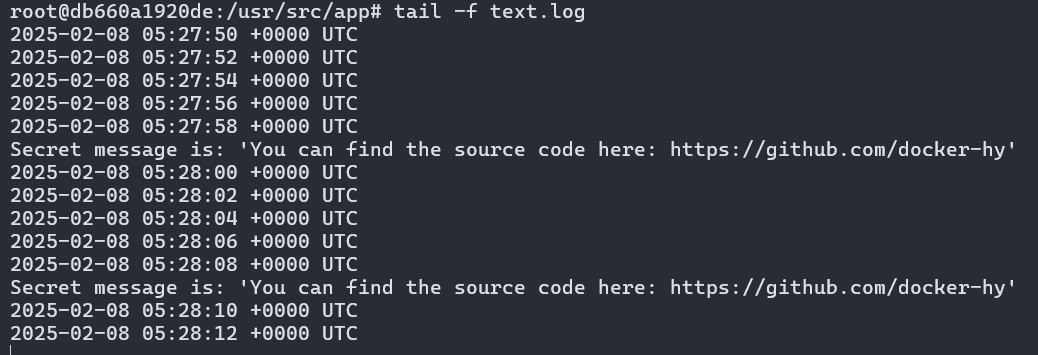 root@db660a1920de:/usr/src/app# tail -f text.log
2025-02-08 05:27:50 +0000 UTC
2025-02-08 05:27:52 +0000 UTC
2025-02-08 05:27:54 +0000 UTC
2025-02-08 05:27:56 +0000 UTC
2025-02-08 05:27:58 +0000 UTC
Secret message is: 'You can find the source code here: https://github.com/docker-hy'
2025-02-08 05:28:00 +0000 UTC
2025-02-08 05:28:02 +0000 UTC
2025-02-08 05:28:04 +0000 UTC
2025-02-08 05:28:06 +0000 UTC
2025-02-08 05:28:08 +0000 UTC
Secret message is: 'You can find the source code here: https://github.com/docker-hy'
2025-02-08 05:28:10 +0000 UTC
2025-02-08 05:28:12 +0000 UTC